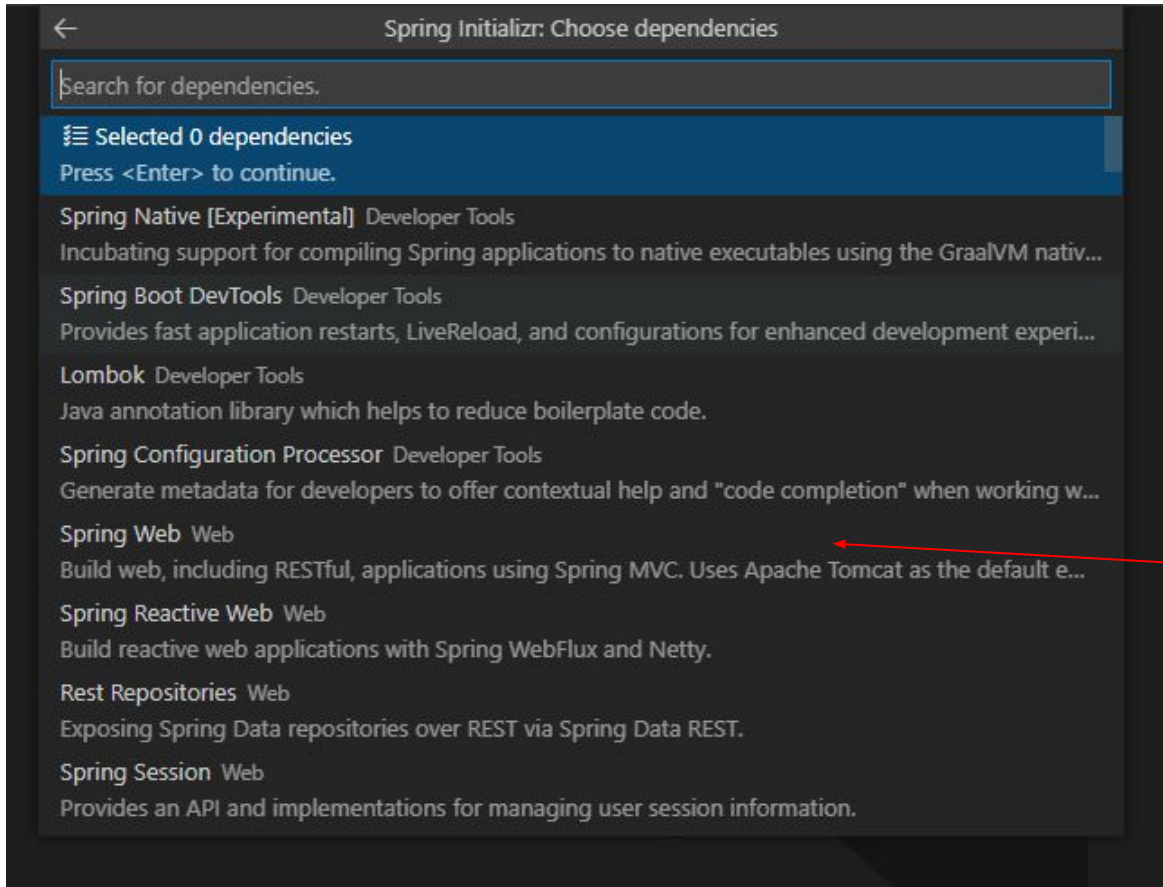 Spring Initializr: Choose dependencies
Search for dependencies.
Selected 0 dependencies
Press <Enter> to continue.
Spring Native [Experimental] Developer Tools
Incubating support for compiling Spring applications to native executables using the GraalVM nativ...
Spring Boot DevTools Developer Tools
Provides fast application restarts, LiveReload, and configurations for enhanced development experi...
Lombok Developer Tools
Java annotation library which helps to reduce boilerplate code.
Spring Configuration Processor Developer Tools
Generate metadata for developers to offer contextual help and "code completion" when working w...
Spring Web Web
Build web, including RESTful, applications using Spring MVC. Uses Apache Tomcat as the default e...
Spring Reactive Web Web
Build reactive web applications with Spring WebFlux and Netty.
Rest Repositories Web
Exposing Spring Data repositories over REST via Spring Data REST.
Spring Session Web
Provides an API and implementations for managing user session information.